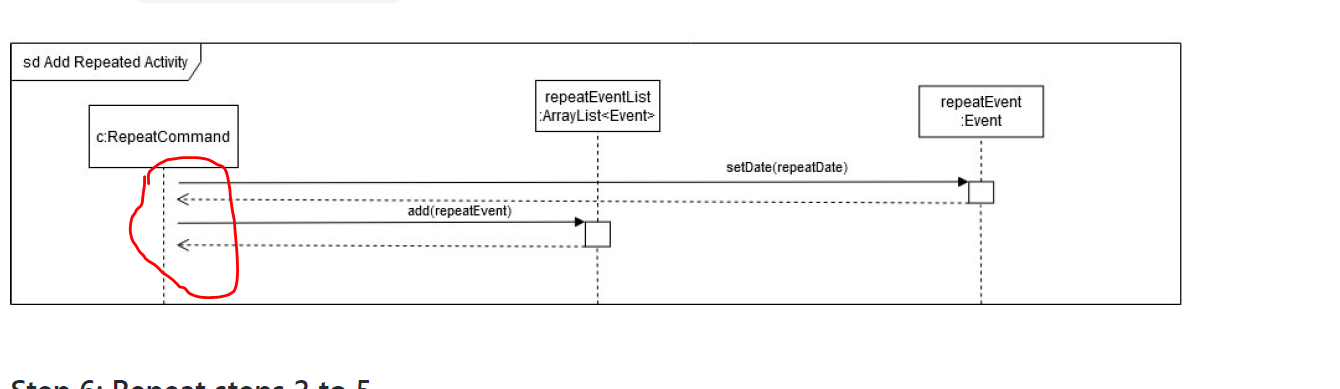 sd Add Repeated Activity
repeatEventList
:ArrayList<Event>
repeatEvent
:Event
c:RepeatCommand
setDate(repeatDate)
add(repeatEvent)
Step 6: Repeat steps 2 to 5